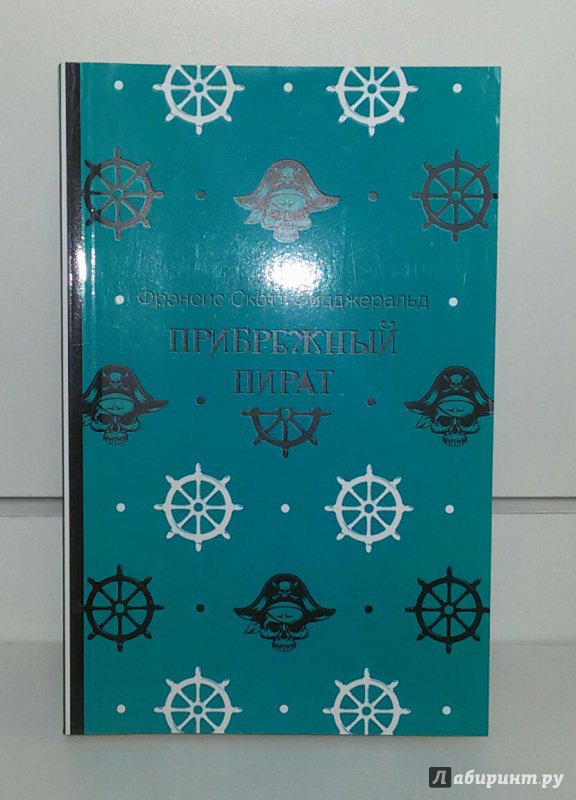 Фрэнсис Скотт Фицджеральд
ПРИБРЕЖНЫЙ
ПИРАТ
Лабиринт.ру